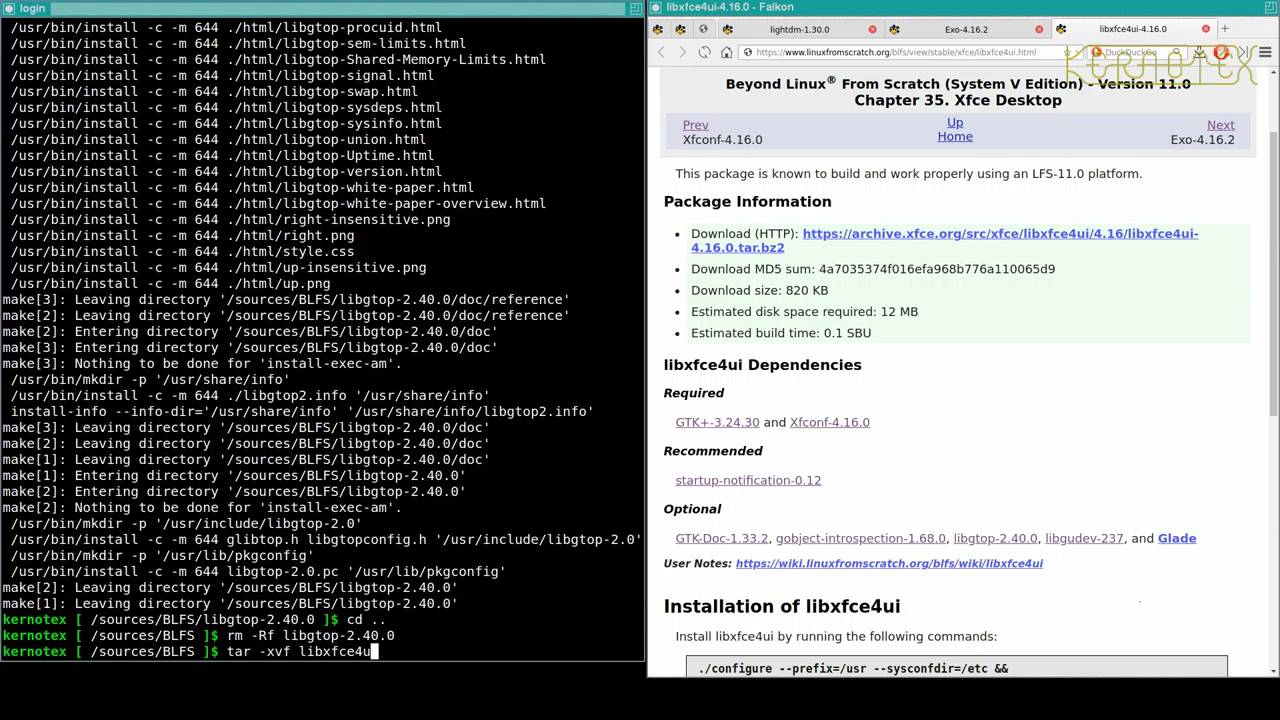 login
/usr/bin/install -c -m 644 ./html/libgtop-procuid.html
/usr/bin/install -c -m 644 ./html/libgtop-sem-limits.html
/usr/bin/install -c -m 644 ./html/libgtop-Shared-Memory-Limits.html
/usr/bin/install -c -m 644 ./html/libgtop-signal.html
/usr/bin/install -c -m 644 ./html/libgtop-swap.html
/usr/bin/install -c -m 644 ./html/libgtop-sysdeps.html
/usr/bin/install -c -m 644 ./html/libgtop-sysinfo.html
/usr/bin/install -c -m 644 ./html/libgtop-union.html
/usr/bin/install -c -m 644 ./html/libgtop-Uptime.html
/usr/bin/install -c -m 644 ./html/libgtop-version.html
/usr/bin/install -c -m 644 ./html/libgtop-white-paper.html
/usr/bin/install -c -m 644 ./html/libgtop-white-paper-overview.html
/usr/bin/install -c -m 644 ./html/right-insensitive.png
/usr/bin/install -c -m 644 ./html/right.png
/usr/bin/install -c -m 644 ./html/style.css
/usr/bin/install -c -m 644 ./html/up-insensitive.png
/usr/bin/install -c -m 644 ./html/up.png
make[3]: Leaving directory '/sources/BLFS/libgtop-2.40.0/doc/reference'
make[2]: Leaving directory '/sources/BLFS/libgtop-2.40.0/doc/reference'
make[2]: Entering directory '/sources/BLFS/libgtop-2.40.0/doc'
make[3]: Entering directory '/sources/BLFS/libgtop-2.40.0/doc'
make[3]: Nothing to be done for 'install-exec-am'.
/usr/bin/mkdir -p '/usr/share/info'
/usr/bin/install -c -m 644 ./libgtop2.info '/usr/share/info'
install-info --info-dir='/usr/share/info' '/usr/share/info/libgtop2.info'
make[3]: Leaving directory '/sources/BLFS/libgtop-2.40.0/doc'
make[2]: Leaving directory '/sources/BLFS/libgtop-2.40.0/doc'
make[1]: Leaving directory '/sources/BLFS/libgtop-2.40.0/doc'
make[1]: Entering directory '/sources/BLFS/libgtop-2.40.0'
make[2]: Entering directory '/sources/BLFS/libgtop-2.40.0'
make[2]: Nothing to be done for 'install-exec-am'.
/usr/bin/mkdir -p '/usr/include/libgtop-2.0'
/usr/bin/install -c -m 644 glibtop.h libgtopconfig.h '/usr/include/libgtop-2.0'
/usr/bin/mkdir -p '/usr/lib/pkgconfig'
/usr/bin/install -c -m 644 libgtop-2.0.pc '/usr/lib/pkgconfig'
make[2]: Leaving directory '/sources/BLFS/libgtop-2.40.0'
make[1]: Leaving directory '/sources/BLFS/libgtop-2.40.0'
kernotex [ /sources/BLFS/libgtop-2.40.0 ]$ cd ..
kernotex [ /sources/BLFS ]$ rm -Rf libgtop-2.40.0
kernotex [ /sources/BLFS ]$ tar -xvf libxfce4u
libxfce4ui-4.16.0 - Falkon
lightdm-1.30.0
Exo-4.16.2
libxfce4ui-4.16.0
https://www.linuxfromscratch.org/blfs/view/stable/xfce/libxfce4ui.html
DuckDuckGo
KERNOTEX
Beyond Linux® From Scratch (System V Edition) - Version 11.0
Chapter 35. Xfce Desktop
Prev
Up
Next
Xfconf-4.16.0
Home
Exo-4.16.2
This package is known to build and work properly using an LFS-11.0 platform.
Package Information
• Download (HTTP): https://archive.xfce.org/src/xfce/libxfce4ui/4.16/libxfce4ui-
4.16.0.tar.bz2
• Download MD5 sum: 4a7035374f016efa968b776a110065d9
• Download size: 820 KB
• Estimated disk space required: 12 MB
• Estimated build time: 0.1 SBU
libxfce4ui Dependencies
Required
GTK+-3.24.30 and Xfconf-4.16.0
Recommended
startup-notification-0.12
Optional
GTK-Doc-1.33.2, gobject-introspection-1.68.0, libgtop-2.40.0, libgudev-237, and Glade
User Notes: https://wiki.linuxfromscratch.org/blfs/wiki/libxfce4ui
Installation of libxfce4ui
Install libxfce4ui by running the following commands:
./configure --prefix=/usr --sysconfdir=/etc &&